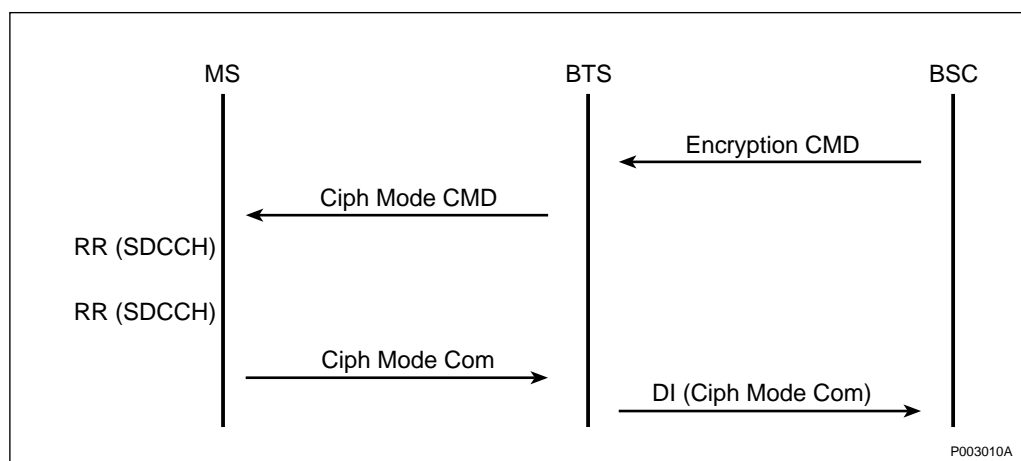 MS BTS BSC
Encryption CMD
Ciph Mode CMD
RR (SDCCH)
RR (SDCCH)
Ciph Mode Com
DI (Ciph Mode Com)
P003010A